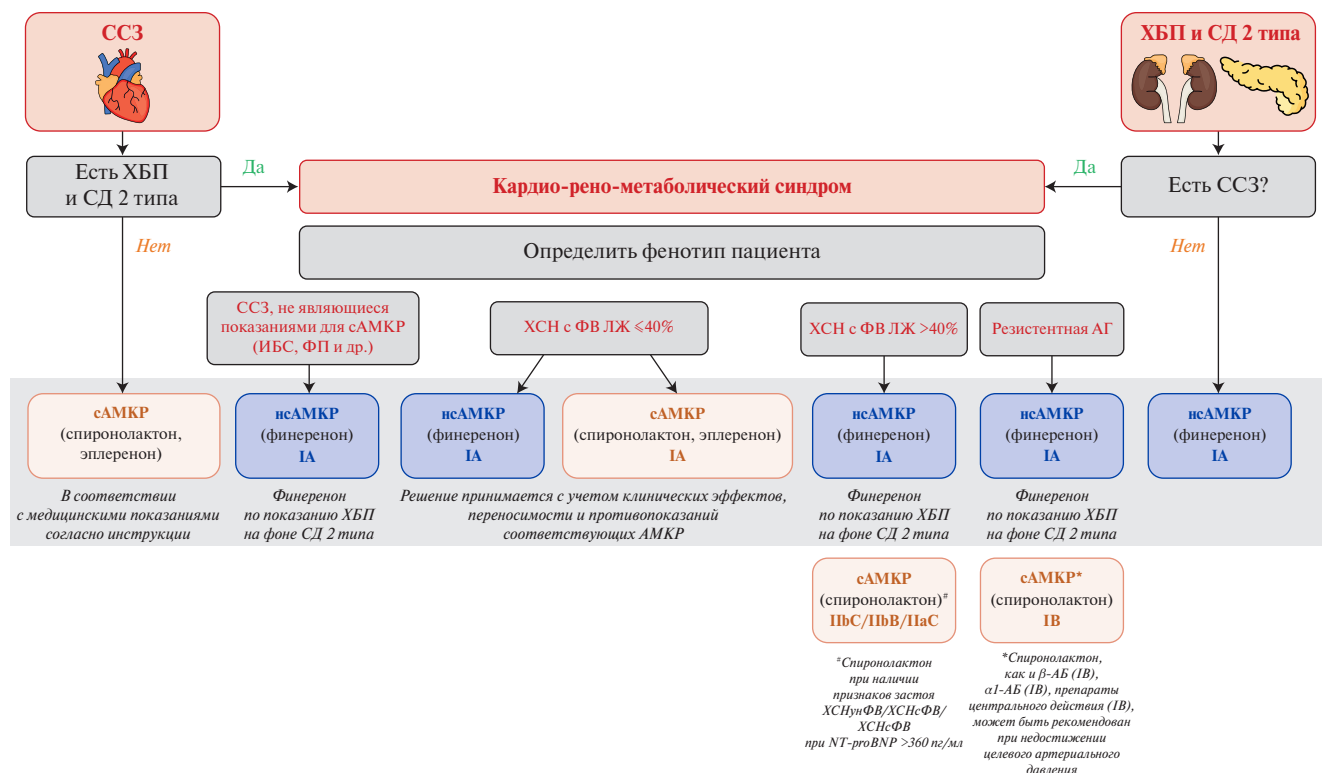 ССЗ
ХБП и СД 2 типа
Есть ХБП
и СД 2 типа
Да
Кардио-рено-метаболический синдром
Да
Есть ССЗ?
Нет
Определить фенотип пациента
Нет
ССЗ, не являющиеся
показаниями для сАМКР
(ИБС, ФП и др.)
ХСН с ФВ ЛЖ ⩽40%
ХСН с ФВ ЛЖ >40%
Резистентная АГ
сАМКР
(спиронолактон,
эплеренон)
нсАМКР
(финеренон)
IA
нсАМКР
(финеренон)
IA
сАМКР
(спиронолактон, эплеренон)
IA
нсАМКР
(финеренон)
IA
нсАМКР
(финеренон)
IA
нсАМКР
(финеренон)
IA
В соответствии
с медицинскими показаниями
согласно инструкции
Финеренон
по показанию ХБП
на фоне СД 2 типа
Решение принимается с учетом клинических эффектов,
переносимости и противопоказаний
соответствующих АМКР
Финеренон
по показанию ХБП
на фоне СД 2 типа
Финеренон
по показанию ХБП
на фоне СД 2 типа
сАМКР
(спиронолактон)#
IIbC/IIbB/IIaC
сАМКР*
(спиронолактон)
IB
#Спиронолактон
при наличии
признаков застоя
ХСНунФВ/ХСНсФВ/
ХСНсФВ
при NT-proBNP >360 пг/мл
*Спиронолактон,
как и β-АБ (IB),
α1-АБ (IB), препараты
центрального действия (IB),
может быть рекомендован
при недостижении
целевого артериального
давления